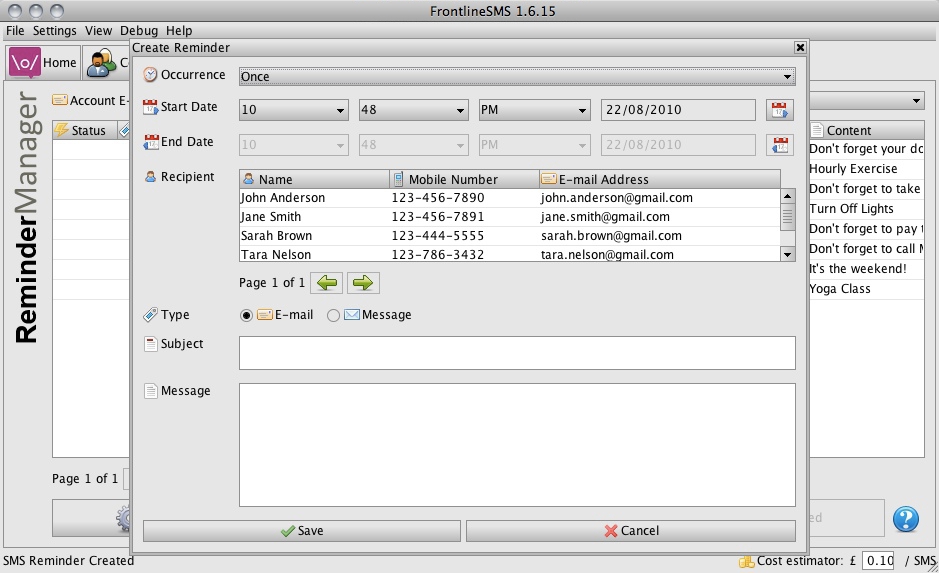 FrontlineSMS 1.6.15
File Settings View Debug Help
Create Reminder
Home
Occurrence Once
Account E-
Start Date 10 48 PM 22/08/2010
Status
Content
End Date 10 48 PM 22/08/2010
Don't forget your do
Hourly Exercise
Don't forget to take
Turn Off Lights
Don't forget to pay t
Don't forget to call M
It's the weekend!
Yoga Class
ReminderManager
Recipient Name Mobile Number E-mail Address
John Anderson 123-456-7890 john.anderson@gmail.com
Jane Smith 123-456-7891 jane.smith@gmail.com
Sarah Brown 123-444-5555 sarah.brown@gmail.com
Tara Nelson 123-786-3432 tara.nelson@gmail.com
Page 1 of 1
Type E-mail Message
Subject
Message
Page 1 of 1
Save Cancel
SMS Reminder Created
Cost estimator: £ 0.10 / SMS